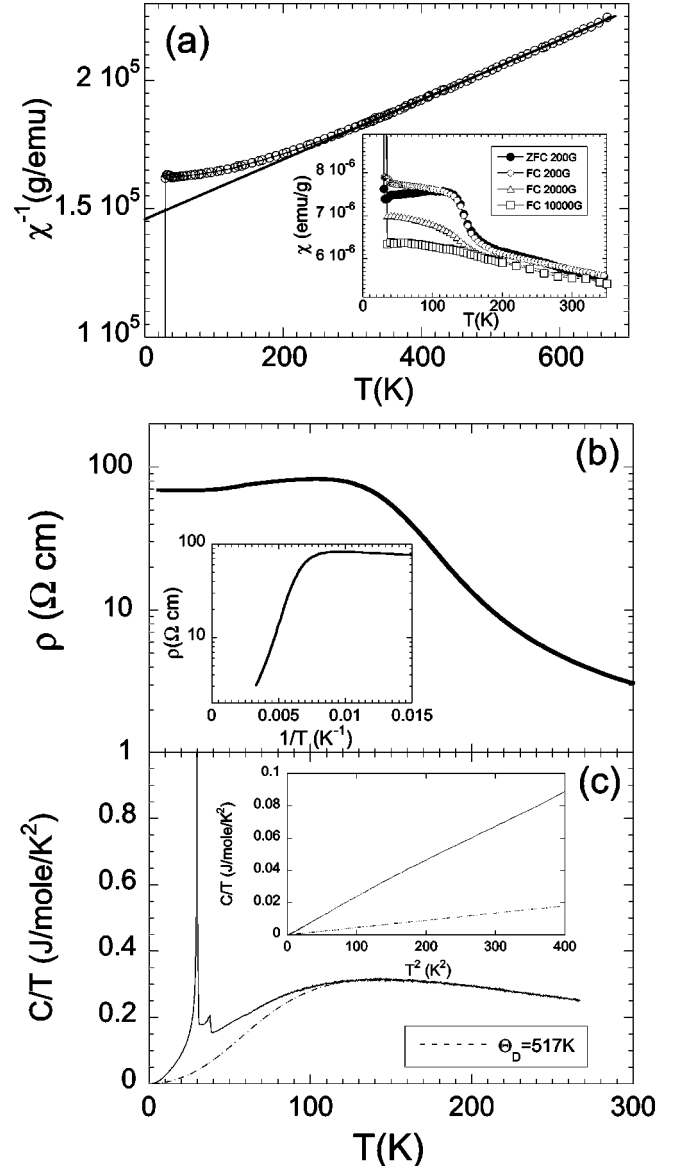 (a)
χ⁻¹(g/emu)
2 10⁵
1.5 10⁵
1 10⁵
0 200 400 600
T(K)
χ (emu/g)
8 10⁻⁶
7 10⁻⁶
6 10⁻⁶
ZFC 200G
FC 200G
FC 2000G
FC 10000G
0 100 200 300
T(K)
(b)
ρ (Ω cm)
100
10
1
ρ(Ω cm)
100
10
0 0.005 0.01 0.015
1/T (K⁻¹)
(c)
C/T (J/mole/K²)
0.8
0.6
0.4
0.2
0
C/T (J/mole/K²)
0.1
0.08
0.06
0.04
0.02
0
0 100 200 300 400
T² (K²)
Θ_D=517K
0 100 200 300
T(K)